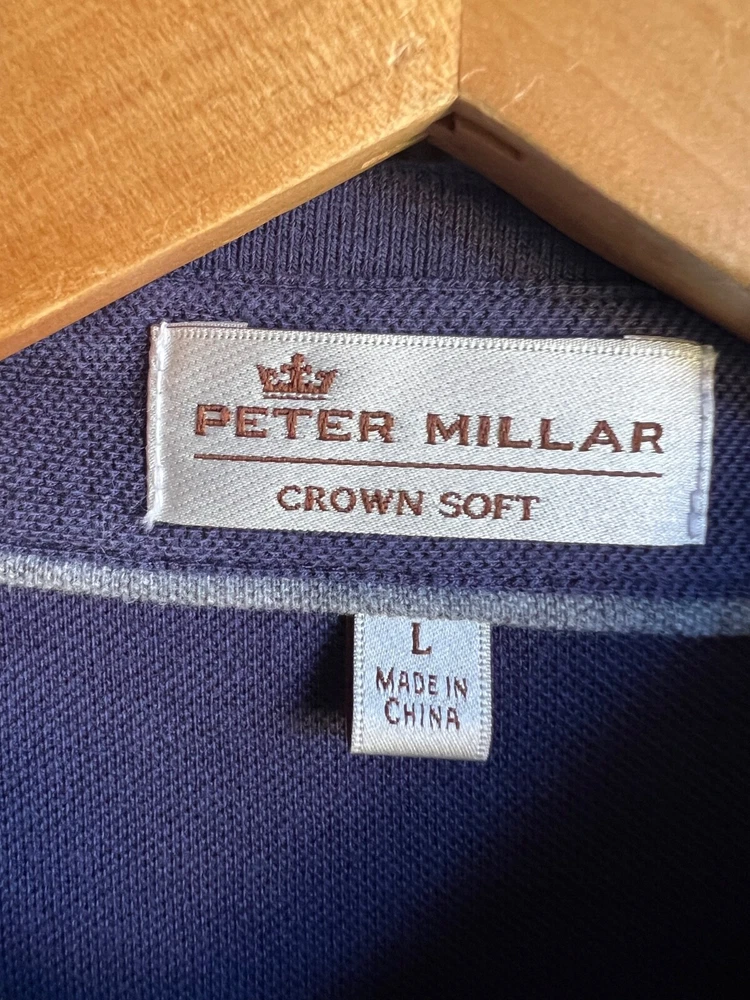 PETER MILLAR
CROWN SOFT
L
MADE IN
CHINA